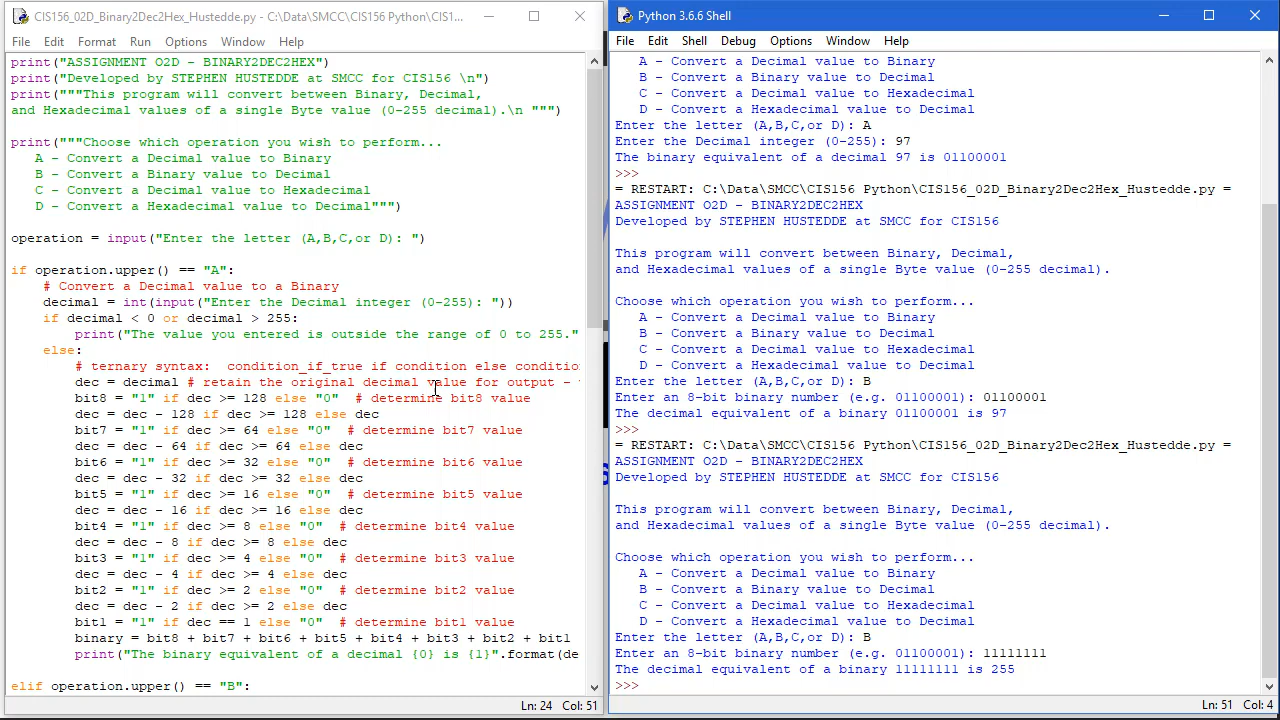 CIS156_02D_Binary2Dec2Hex_Hustedde.py - C:\Data\SMCC\CIS156 Python\CIS1...
File Edit Format Run Options Window Help
print("ASSIGNMENT O2D - BINARY2DEC2HEX")
print("Developed by STEPHEN HUSTEDDE at SMCC for CIS156 \n")
print("""This program will convert between Binary, Decimal,
and Hexadecimal values of a single Byte value (0-255 decimal).\n """)
print("""Choose which operation you wish to perform...
A - Convert a Decimal value to Binary
B - Convert a Binary value to Decimal
C - Convert a Decimal value to Hexadecimal
D - Convert a Hexadecimal value to Decimal""")
operation = input("Enter the letter (A,B,C,or D): ")
if operation.upper() == "A":
# Convert a Decimal value to a Binary
decimal = int(input("Enter the Decimal integer (0-255): "))
if decimal < 0 or decimal > 255:
print("The value you entered is outside the range of 0 to 255."
else:
# ternary syntax:  condition_if_true if condition else conditio
dec = decimal # retain the original decimal value for output -
bit8 = "1" if dec >= 128 else "0"  # determine bit8 value
dec = dec - 128 if dec >= 128 else dec
bit7 = "1" if dec >= 64 else "0"  # determine bit7 value
dec = dec - 64 if dec >= 64 else dec
bit6 = "1" if dec >= 32 else "0"  # determine bit6 value
dec = dec - 32 if dec >= 32 else dec
bit5 = "1" if dec >= 16 else "0"  # determine bit5 value
dec = dec - 16 if dec >= 16 else dec
bit4 = "1" if dec >= 8 else "0"  # determine bit4 value
dec = dec - 8 if dec >= 8 else dec
bit3 = "1" if dec >= 4 else "0"  # determine bit3 value
dec = dec - 4 if dec >= 4 else dec
bit2 = "1" if dec >= 2 else "0"  # determine bit2 value
dec = dec - 2 if dec >= 2 else dec
bit1 = "1" if dec == 1 else "0"  # determine bit1 value
binary = bit8 + bit7 + bit6 + bit5 + bit4 + bit3 + bit2 + bit1
print("The binary equivalent of a decimal {0} is {1}".format(de
elif operation.upper() == "B":
Ln: 24 Col: 51
Python 3.6.6 Shell
File Edit Shell Debug Options Window Help
A - Convert a Decimal value to Binary
B - Convert a Binary value to Decimal
C - Convert a Decimal value to Hexadecimal
D - Convert a Hexadecimal value to Decimal
Enter the letter (A,B,C,or D): A
Enter the Decimal integer (0-255): 97
The binary equivalent of a decimal 97 is 01100001
>>>
= RESTART: C:\Data\SMCC\CIS156 Python\CIS156_02D_Binary2Dec2Hex_Hustedde.py =
ASSIGNMENT O2D - BINARY2DEC2HEX
Developed by STEPHEN HUSTEDDE at SMCC for CIS156
This program will convert between Binary, Decimal,
and Hexadecimal values of a single Byte value (0-255 decimal).
Choose which operation you wish to perform...
A - Convert a Decimal value to Binary
B - Convert a Binary value to Decimal
C - Convert a Decimal value to Hexadecimal
D - Convert a Hexadecimal value to Decimal
Enter the letter (A,B,C,or D): B
Enter an 8-bit binary number (e.g. 01100001): 01100001
The decimal equivalent of a binary 01100001 is 97
>>>
= RESTART: C:\Data\SMCC\CIS156 Python\CIS156_02D_Binary2Dec2Hex_Hustedde.py =
ASSIGNMENT O2D - BINARY2DEC2HEX
Developed by STEPHEN HUSTEDDE at SMCC for CIS156
This program will convert between Binary, Decimal,
and Hexadecimal values of a single Byte value (0-255 decimal).
Choose which operation you wish to perform...
A - Convert a Decimal value to Binary
B - Convert a Binary value to Decimal
C - Convert a Decimal value to Hexadecimal
D - Convert a Hexadecimal value to Decimal
Enter the letter (A,B,C,or D): B
Enter an 8-bit binary number (e.g. 01100001): 11111111
The decimal equivalent of a binary 11111111 is 255
>>>
Ln: 51 Col: 4